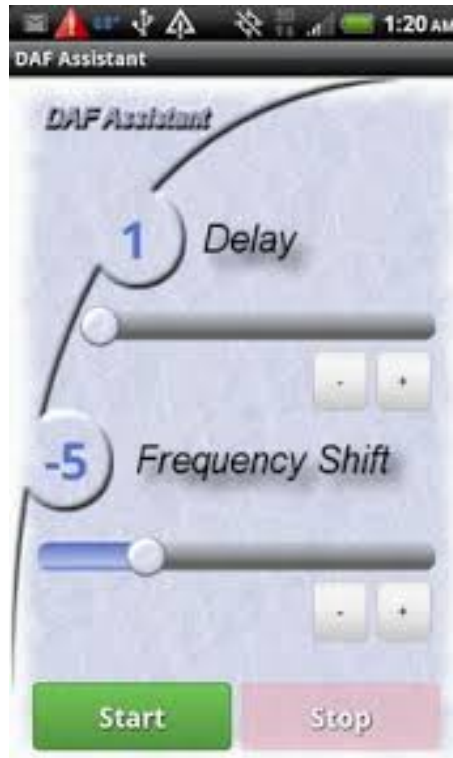 1:20 AM
DAF Assistant
DAF Assistant
1 Delay
- +
-5 Frequency Shift
- +
Start Stop